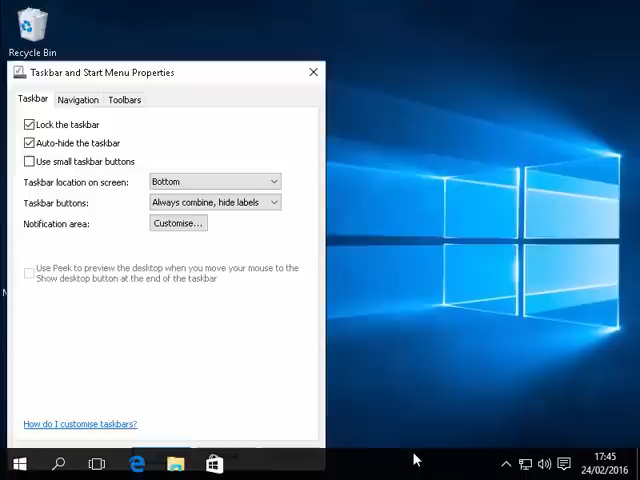 Recycle Bin
Taskbar and Start Menu Properties
Taskbar
Navigation
Toolbars
Lock the taskbar
Auto-hide the taskbar
Use small taskbar buttons
Taskbar location on screen:
Bottom
Taskbar buttons:
Always combine, hide labels
Notification area:
Customise...
Use Peek to preview the desktop when you move your mouse to the
Show desktop button at the end of the taskbar
How do I customise taskbars?
17:45
24/02/2016